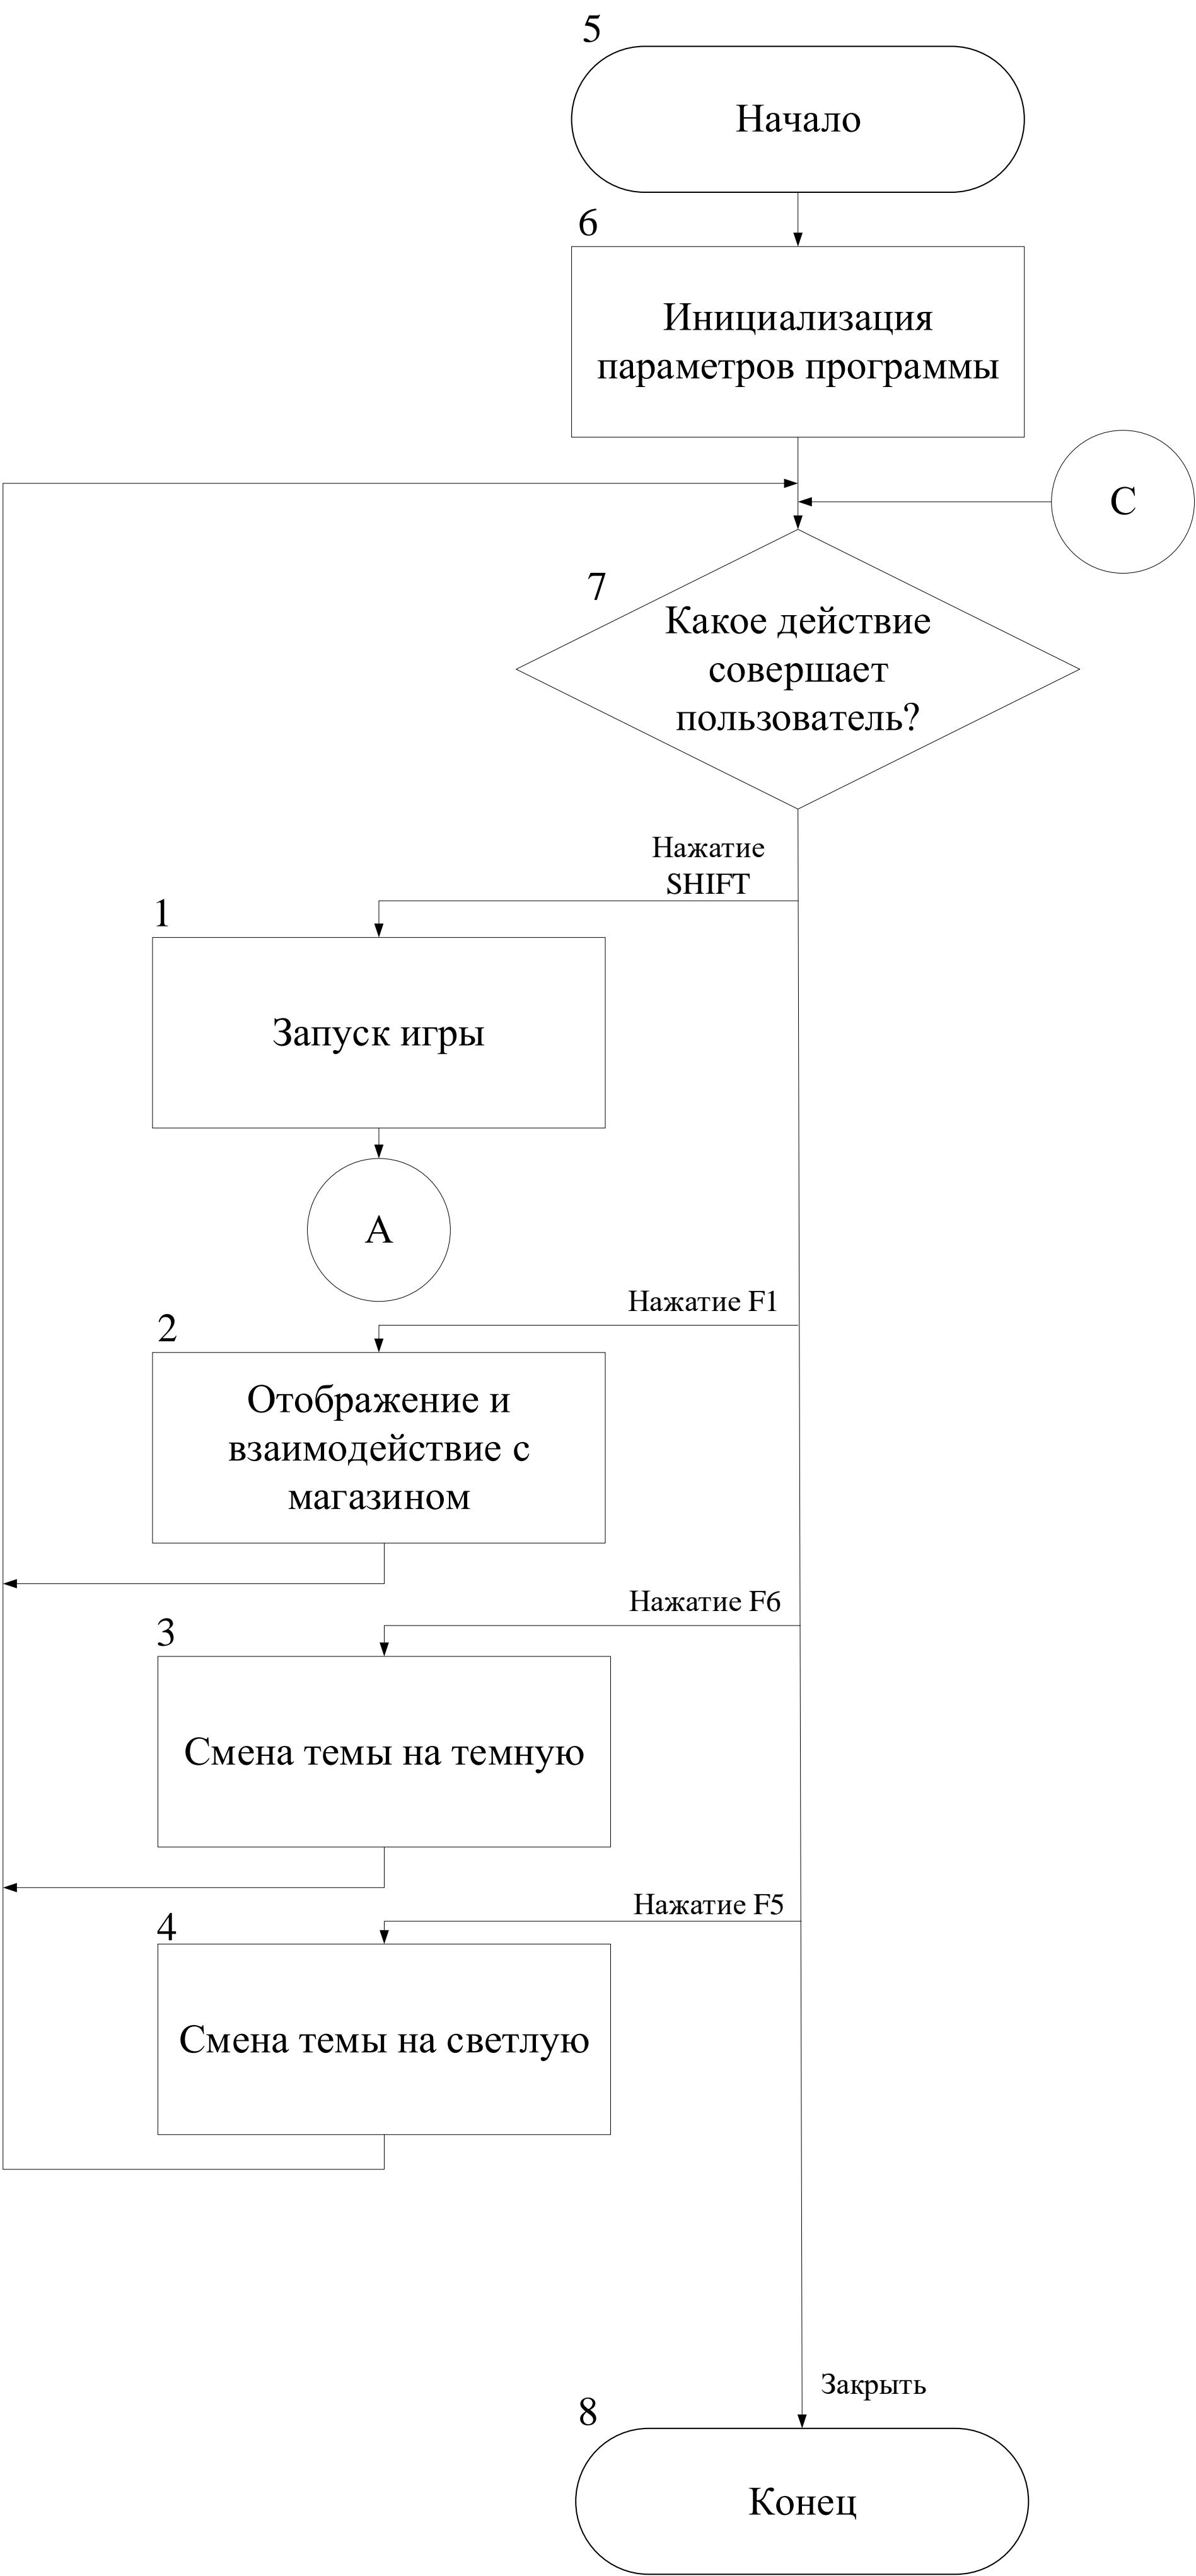 5
Начало
6
Инициализация
параметров программы
С
7
Какое действие
совершает
пользователь?
Нажатие
SHIFT
1
Запуск игры
А
Нажатие F1
2
Отображение и
взаимодействие с
магазином
Нажатие F6
3
Смена темы на темную
Нажатие F5
4
Смена темы на светлую
Закрыть
8
Конец